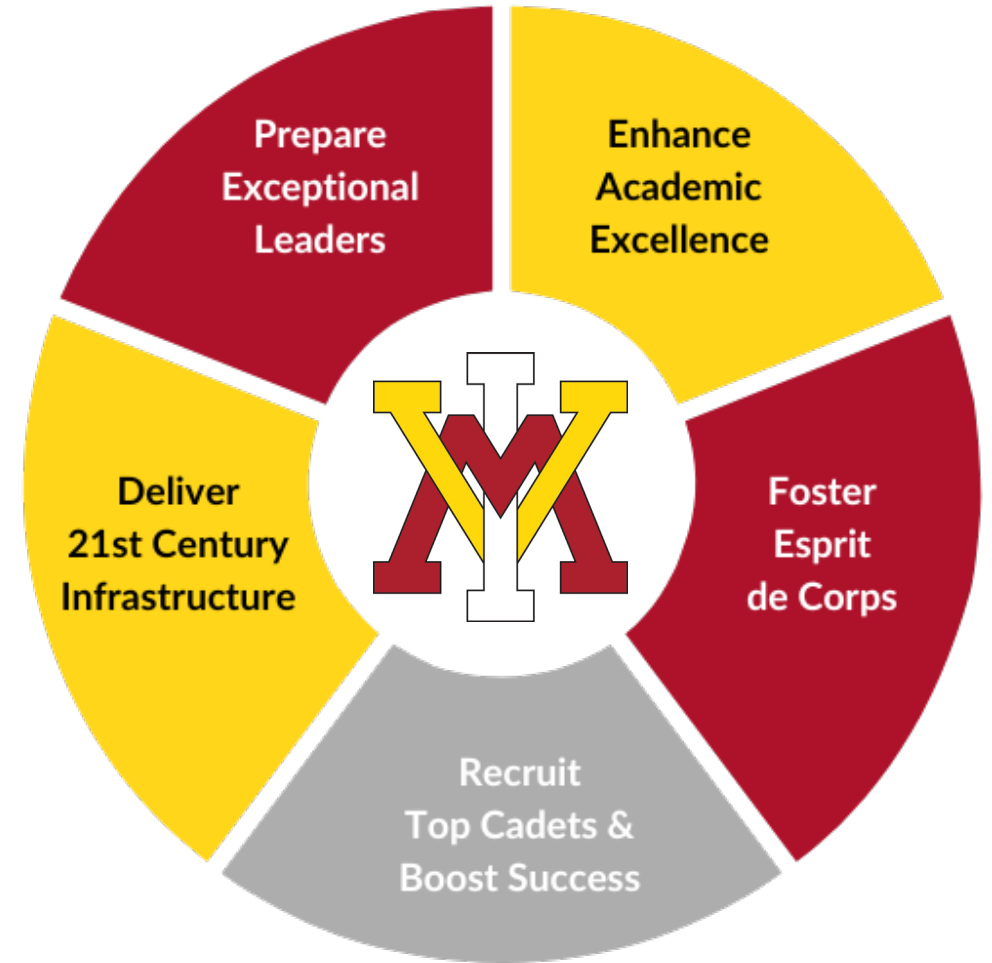 Prepare
Exceptional
Leaders
Enhance
Academic
Excellence
Foster
Esprit
de Corps
Recruit
Top Cadets &
Boost Success
Deliver
21st Century
Infrastructure
VMI